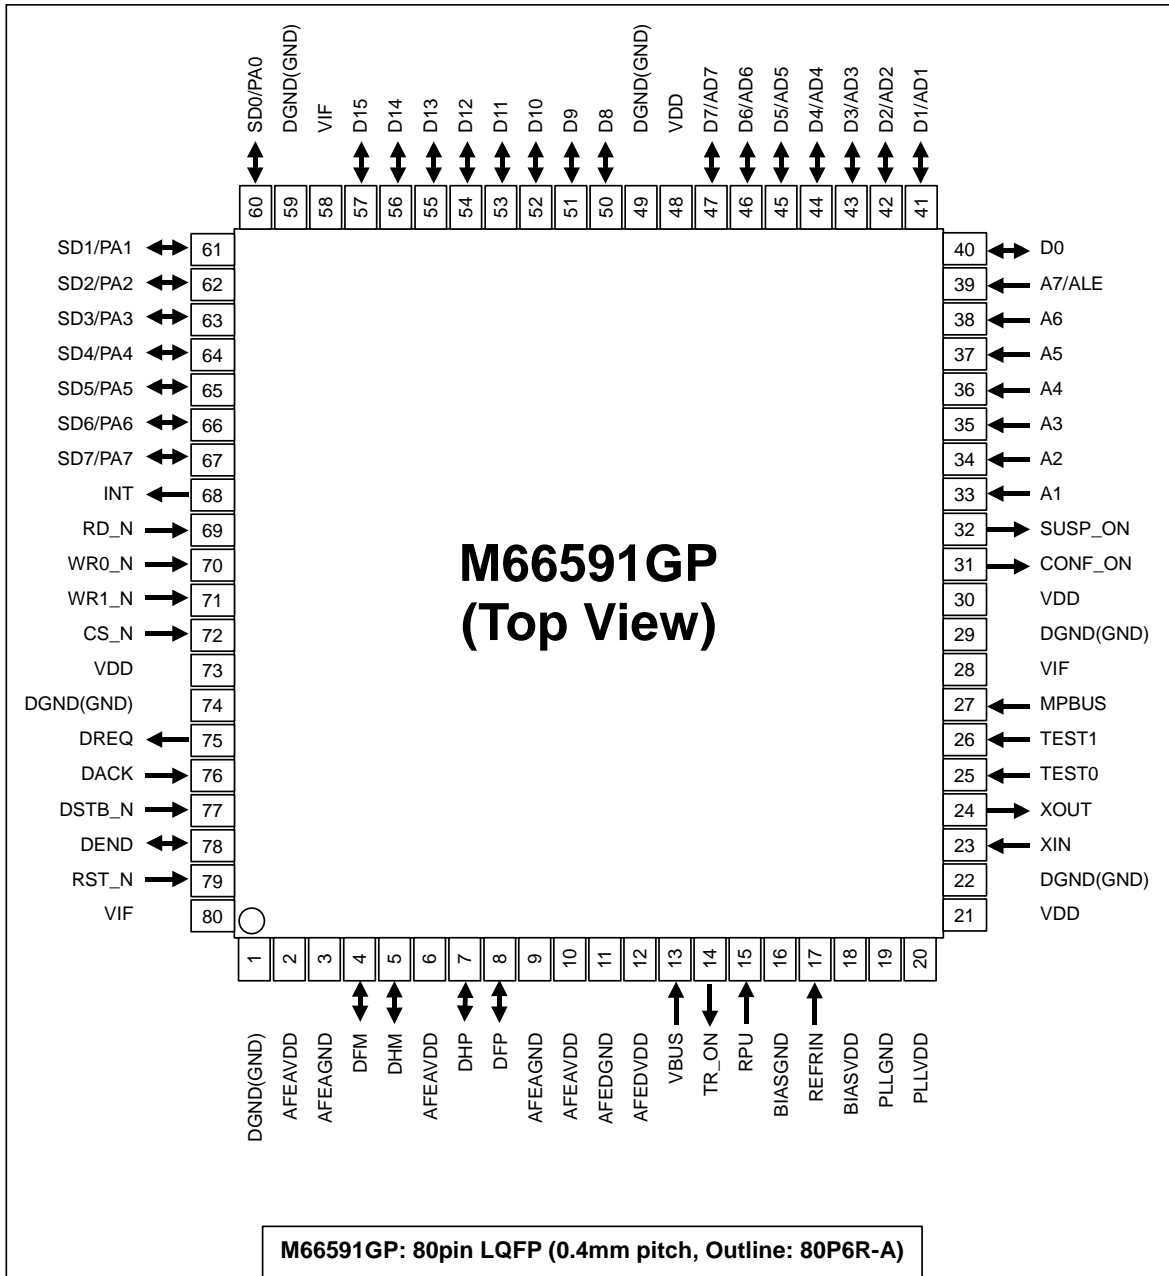 SD0/PA0
DGND(GND)
VIF
D15
D14
D13
D12
D11
D10
D9
D8
DGND(GND)
VDD
D7/AD7
D6/AD6
D5/AD5
D4/AD4
D3/AD3
D2/AD2
D1/AD1
60 59 58 57 56 55 54 53 52 51 50 49 48 47 46 45 44 43 42 41
SD1/PA1 61
SD2/PA2 62
SD3/PA3 63
SD4/PA4 64
SD5/PA5 65
SD6/PA6 66
SD7/PA7 67
INT 68
RD_N 69
WR0_N 70
WR1_N 71
CS_N 72
VDD 73
DGND(GND) 74
DREQ 75
DACK 76
DSTB_N 77
DEND 78
RST_N 79
VIF 80
M66591GP
(Top View)
40 D0
39 A7/ALE
38 A6
37 A5
36 A4
35 A3
34 A2
33 A1
32 SUSP_ON
31 CONF_ON
30 VDD
29 DGND(GND)
28 VIF
27 MPBUS
26 TEST1
25 TEST0
24 XOUT
23 XIN
22 DGND(GND)
21 VDD
1 2 3 4 5 6 7 8 9 10 11 12 13 14 15 16 17 18 19 20
DGND(GND)
AFEAVDD
AFEAGND
DFM
DHM
AFEAVDD
DHP
DFP
AFEAGND
AFEAVDD
AFEDGND
AFEDVDD
VBUS
TR_ON
RPU
BIASGND
REFRIN
BIASVDD
PLLGND
PLLVDD
M66591GP: 80pin LQFP (0.4mm pitch, Outline: 80P6R-A)